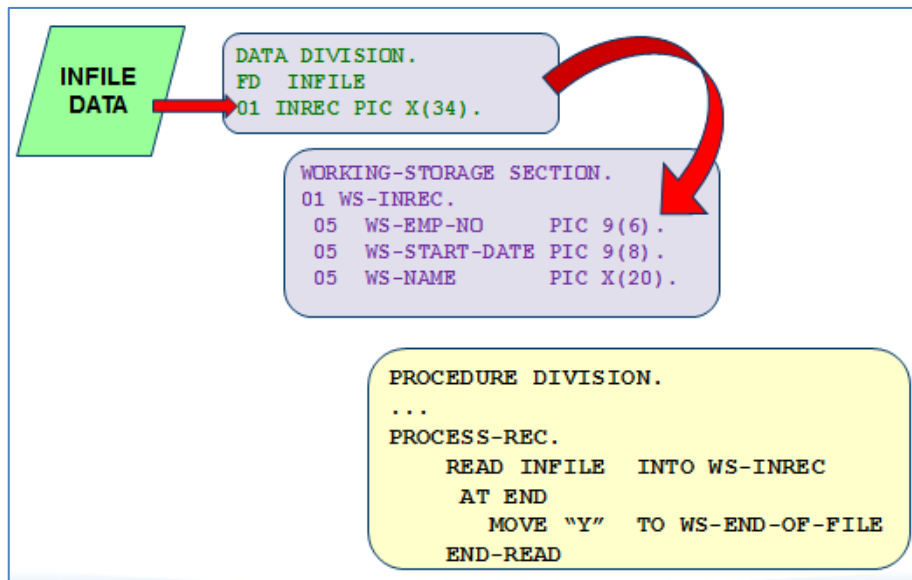 INFILE
DATA
DATA DIVISION.
FD  INFILE
01 INREC PIC X(34).
WORKING-STORAGE SECTION.
01 WS-INREC.
05  WS-EMP-NO     PIC 9(6).
05  WS-START-DATE PIC 9(8).
05  WS-NAME       PIC X(20).
PROCEDURE DIVISION.
...
PROCESS-REC.
READ INFILE  INTO WS-INREC
AT END
MOVE “Y”  TO WS-END-OF-FILE
END-READ